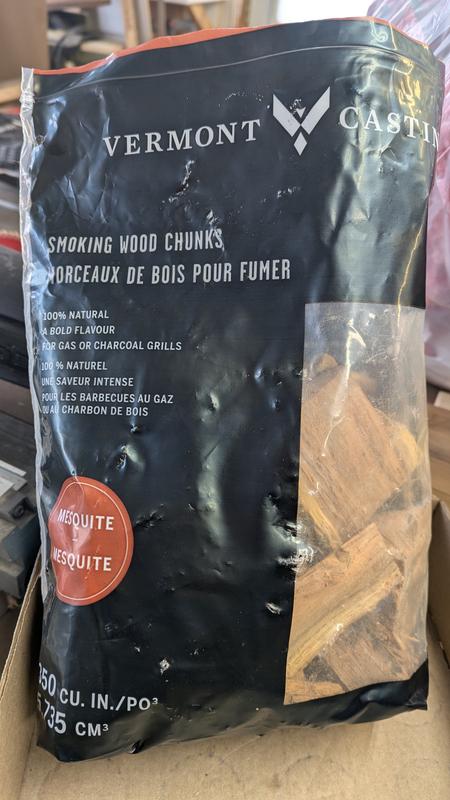 VERMONT CASTIN
SMOKING WOOD CHUNKS
MORCEAUX DE BOIS POUR FUMER
100% NATURAL
A BOLD FLAVOUR
FOR GAS OR CHARCOAL GRILLS
100 % NATUREL
UNE SAVEUR INTENSE
POUR LES BARBECUES AU GAZ
OU AU CHARBON DE BOIS
MESQUITE
-
MESQUITE
350 CU. IN./PO³
5 735 CM³